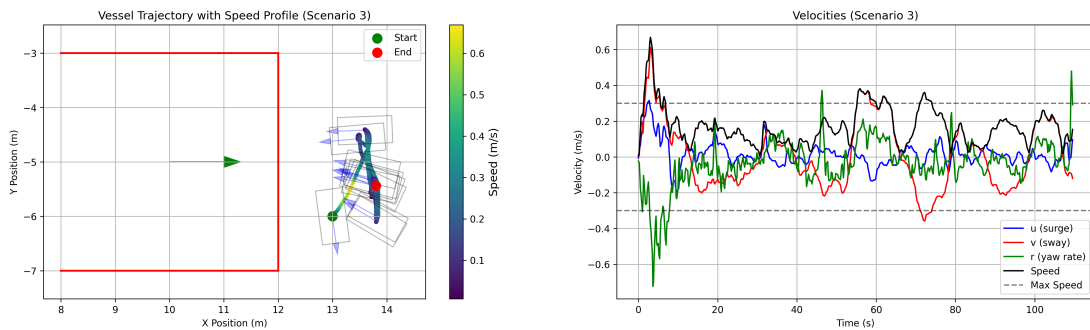 Vessel Trajectory with Speed Profile (Scenario 3)
Start
End
Y Position (m)
−3
−4
−5
−6
−7
8
9
10
11
12
13
14
X Position (m)
0.6
0.5
0.4
0.3
0.2
0.1
Speed (m/s)
Velocities (Scenario 3)
Velocity (m/s)
0.6
0.4
0.2
0.0
−0.2
−0.4
−0.6
0
20
40
60
80
100
Time (s)
u (surge)
v (sway)
r (yaw rate)
Speed
Max Speed